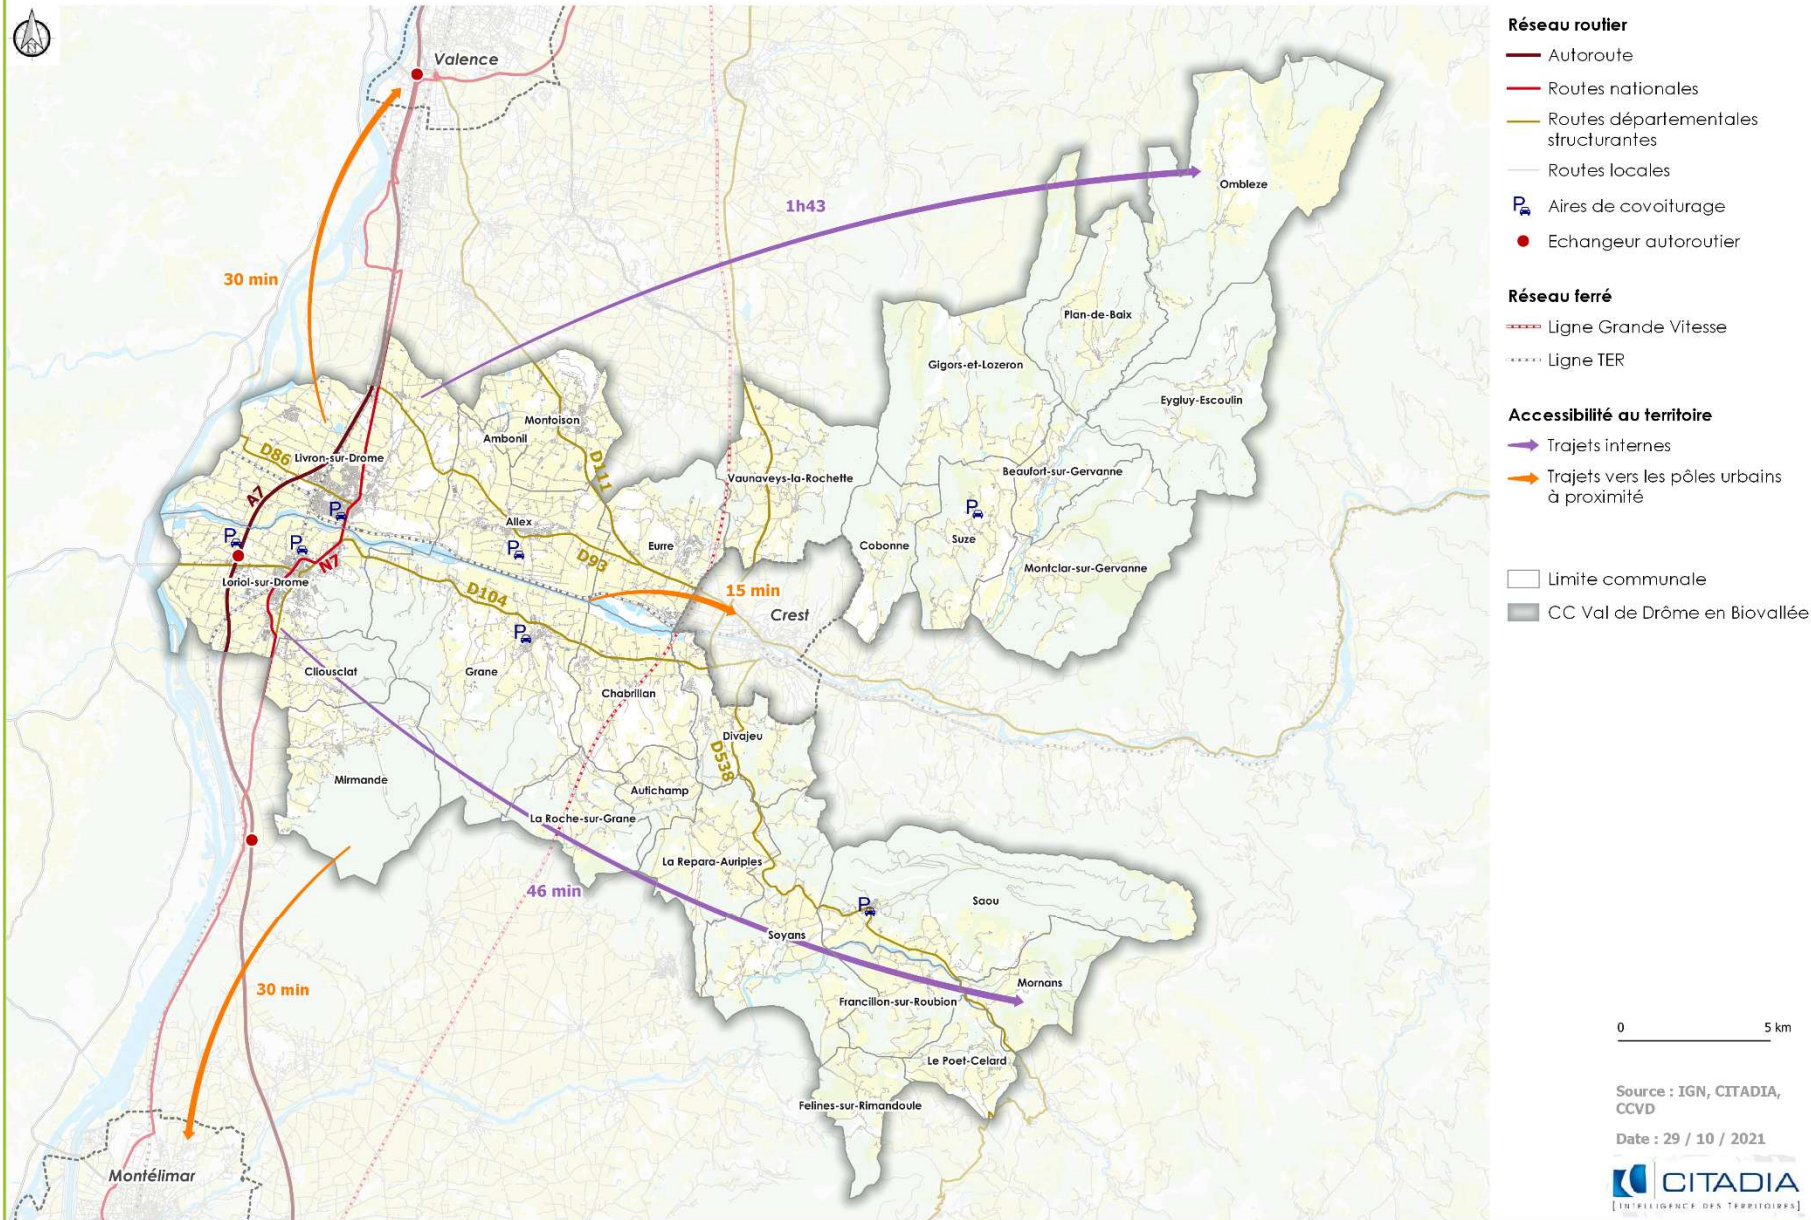 N
Valence
1h43
Ombleze
30 min
Plan-de-Baix
Gigors-et-Lozeron
Eygluy-Escoulin
Montoison
Ambonil
D86
Livron-sur-Drome
D111
Beaufort-sur-Gervanne
Vaunaveys-la-Rochette
A7
P
P
Allex
P
P
P
Suze
Eurre
Cobonne
D93
N7
Montclar-sur-Gervanne
Loriol-sur-Drome
D104
15 min
Crest
P
Cliousclat
Grane
Chabrillan
Divajeu
D538
Mirmande
Autichamp
La Roche-sur-Grane
La Repara-Auriples
46 min
P
Saou
Soyans
30 min
Mornans
Francillon-sur-Roubion
Le Poet-Celard
Felines-sur-Rimandoule
Montélimar
Réseau routier
Autoroute
Routes nationales
Routes départementales
structurantes
Routes locales
P Aires de covoiturage
Echangeur autoroutier
Réseau ferré
Ligne Grande Vitesse
Ligne TER
Accessibilité au territoire
Trajets internes
Trajets vers les pôles urbains
à proximité
Limite communale
CC Val de Drôme en Biovallée
0 5 km
Source : IGN, CITADIA,
CCVD
Date : 29 / 10 / 2021
CITADIA
[ INTELLIGENCE DES TERRITOIRES ]